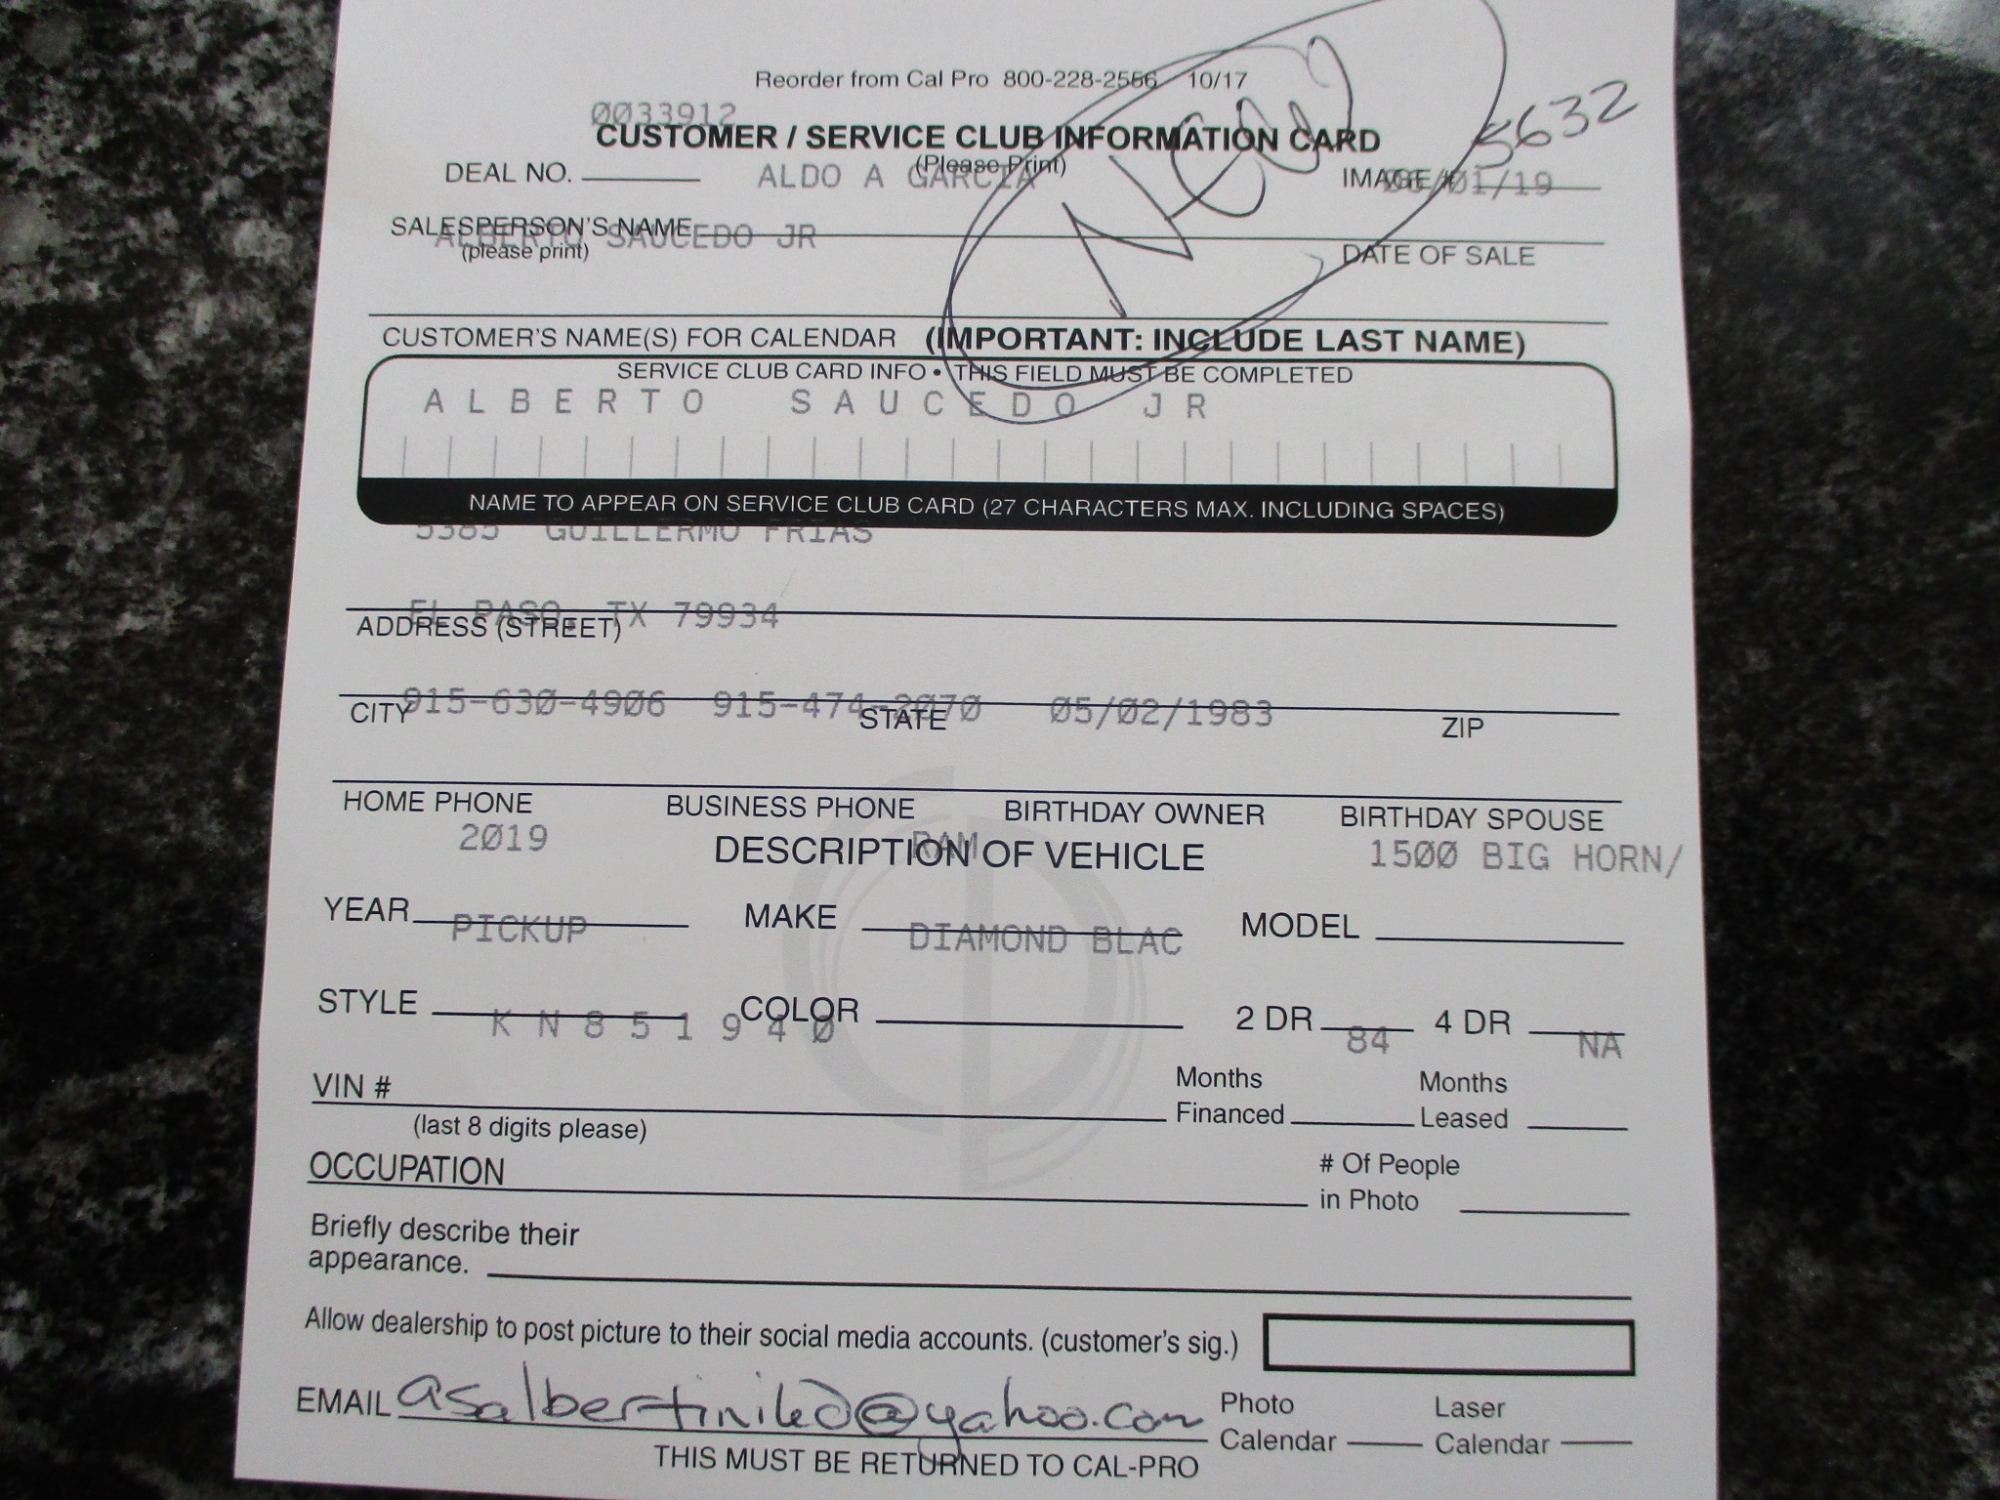 Reorder from Cal Pro 800-228-2556 10/17
0033912
New
5632
CUSTOMER / SERVICE CLUB INFORMATION CARD
(Please Print)
DEAL NO. ALDO A GARCIA IMAGE # /01/19
SALESPERSON'S NAME
ALBERTO SAUCEDO JR
(please print) DATE OF SALE
CUSTOMER'S NAME(S) FOR CALENDAR (IMPORTANT: INCLUDE LAST NAME)
SERVICE CLUB CARD INFO • THIS FIELD MUST BE COMPLETED
ALBERTO SAUCEDO JR
NAME TO APPEAR ON SERVICE CLUB CARD (27 CHARACTERS MAX. INCLUDING SPACES)
5385 GUILLERMO FRIAS
EL PASO, TX 79934
ADDRESS (STREET)
915-630-4906 915-474-2070 05/02/1983
CITY STATE ZIP
HOME PHONE BUSINESS PHONE BIRTHDAY OWNER BIRTHDAY SPOUSE
2019 RAM 1500 BIG HORN/
DESCRIPTION OF VEHICLE
YEAR MAKE MODEL
PICKUP DIAMOND BLAC
STYLE COLOR 2 DR 4 DR
K N 8 5 1 9 4 0 84 NA
VIN # Months Financed Months Leased
(last 8 digits please)
OCCUPATION # Of People in Photo
Briefly describe their
appearance.
Allow dealership to post picture to their social media accounts. (customer's sig.)
EMAIL @yahoo.com Photo Calendar Laser Calendar
THIS MUST BE RETURNED TO CAL-PRO